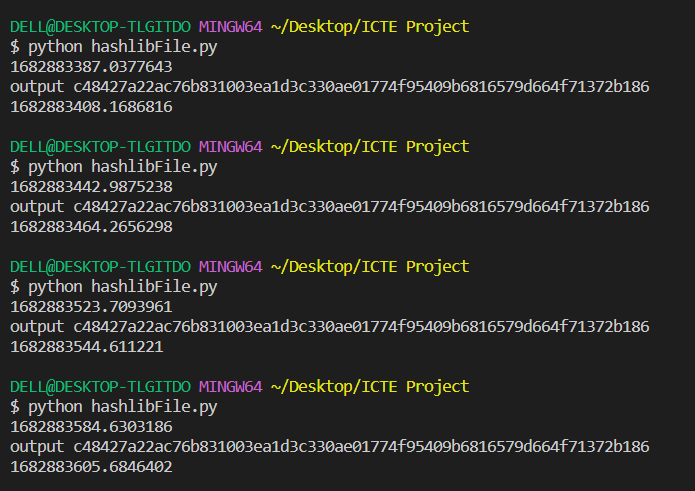 DELL@DESKTOP-TLGITDO MINGW64 ~/Desktop/ICTE Project
$ python hashlibFile.py
1682883387.0377643
output c48427a22ac76b831003ea1d3c330ae01774f95409b6816579d664f71372b186
1682883408.1686816
DELL@DESKTOP-TLGITDO MINGW64 ~/Desktop/ICTE Project
$ python hashlibFile.py
1682883442.9875238
output c48427a22ac76b831003ea1d3c330ae01774f95409b6816579d664f71372b186
1682883464.2656298
DELL@DESKTOP-TLGITDO MINGW64 ~/Desktop/ICTE Project
$ python hashlibFile.py
1682883523.7093961
output c48427a22ac76b831003ea1d3c330ae01774f95409b6816579d664f71372b186
1682883544.611221
DELL@DESKTOP-TLGITDO MINGW64 ~/Desktop/ICTE Project
$ python hashlibFile.py
1682883584.6303186
output c48427a22ac76b831003ea1d3c330ae01774f95409b6816579d664f71372b186
1682883605.6846402